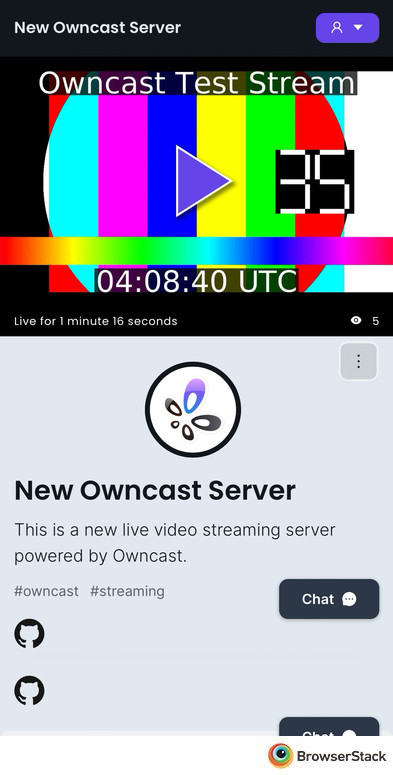 New Owncast Server
Owncast Test Stream
35
04:08:40 UTC
Live for 1 minute 16 seconds
5
New Owncast Server
This is a new live video streaming server
powered by Owncast.
#owncast #streaming
Chat
Chat
BrowserStack